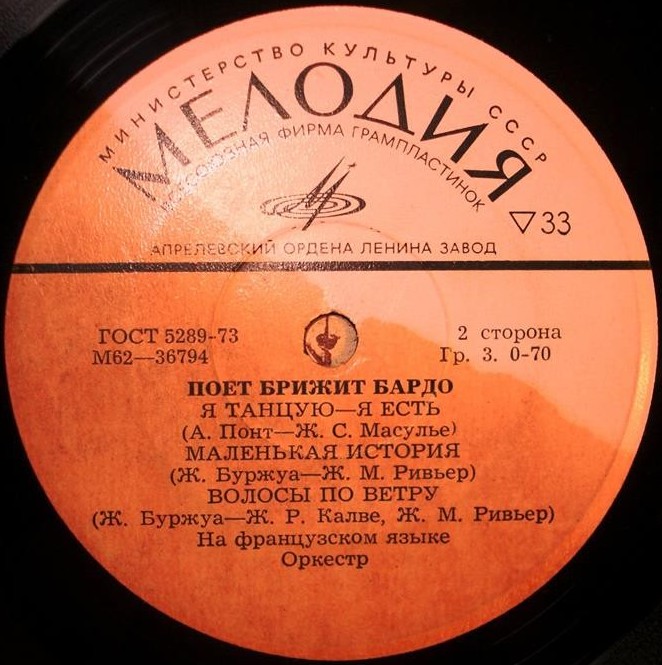 МИНИСТЕРСТВО КУЛЬТУРЫ СССР
МЕЛОДИЯ
ВСЕСОЮЗНАЯ ФИРМА ГРАМПЛАСТИНОК
▽33
АПРЕЛЕВСКИЙ ОРДЕНА ЛЕНИНА ЗАВОД
ГОСТ 5289-73
2 сторона
М62—36794
Гр. 3. 0-70
ПОЕТ БРИЖИТ БАРДО
Я ТАНЦУЮ—Я ЕСТЬ
(А. Понт—Ж. С. Масулье)
МАЛЕНЬКАЯ ИСТОРИЯ
(Ж. Буржуа—Ж. М. Ривьер)
ВОЛОСЫ ПО ВЕТРУ
(Ж. Буржуа—Ж. Р. Калве, Ж. М. Ривьер)
На французском языке
Оркестр